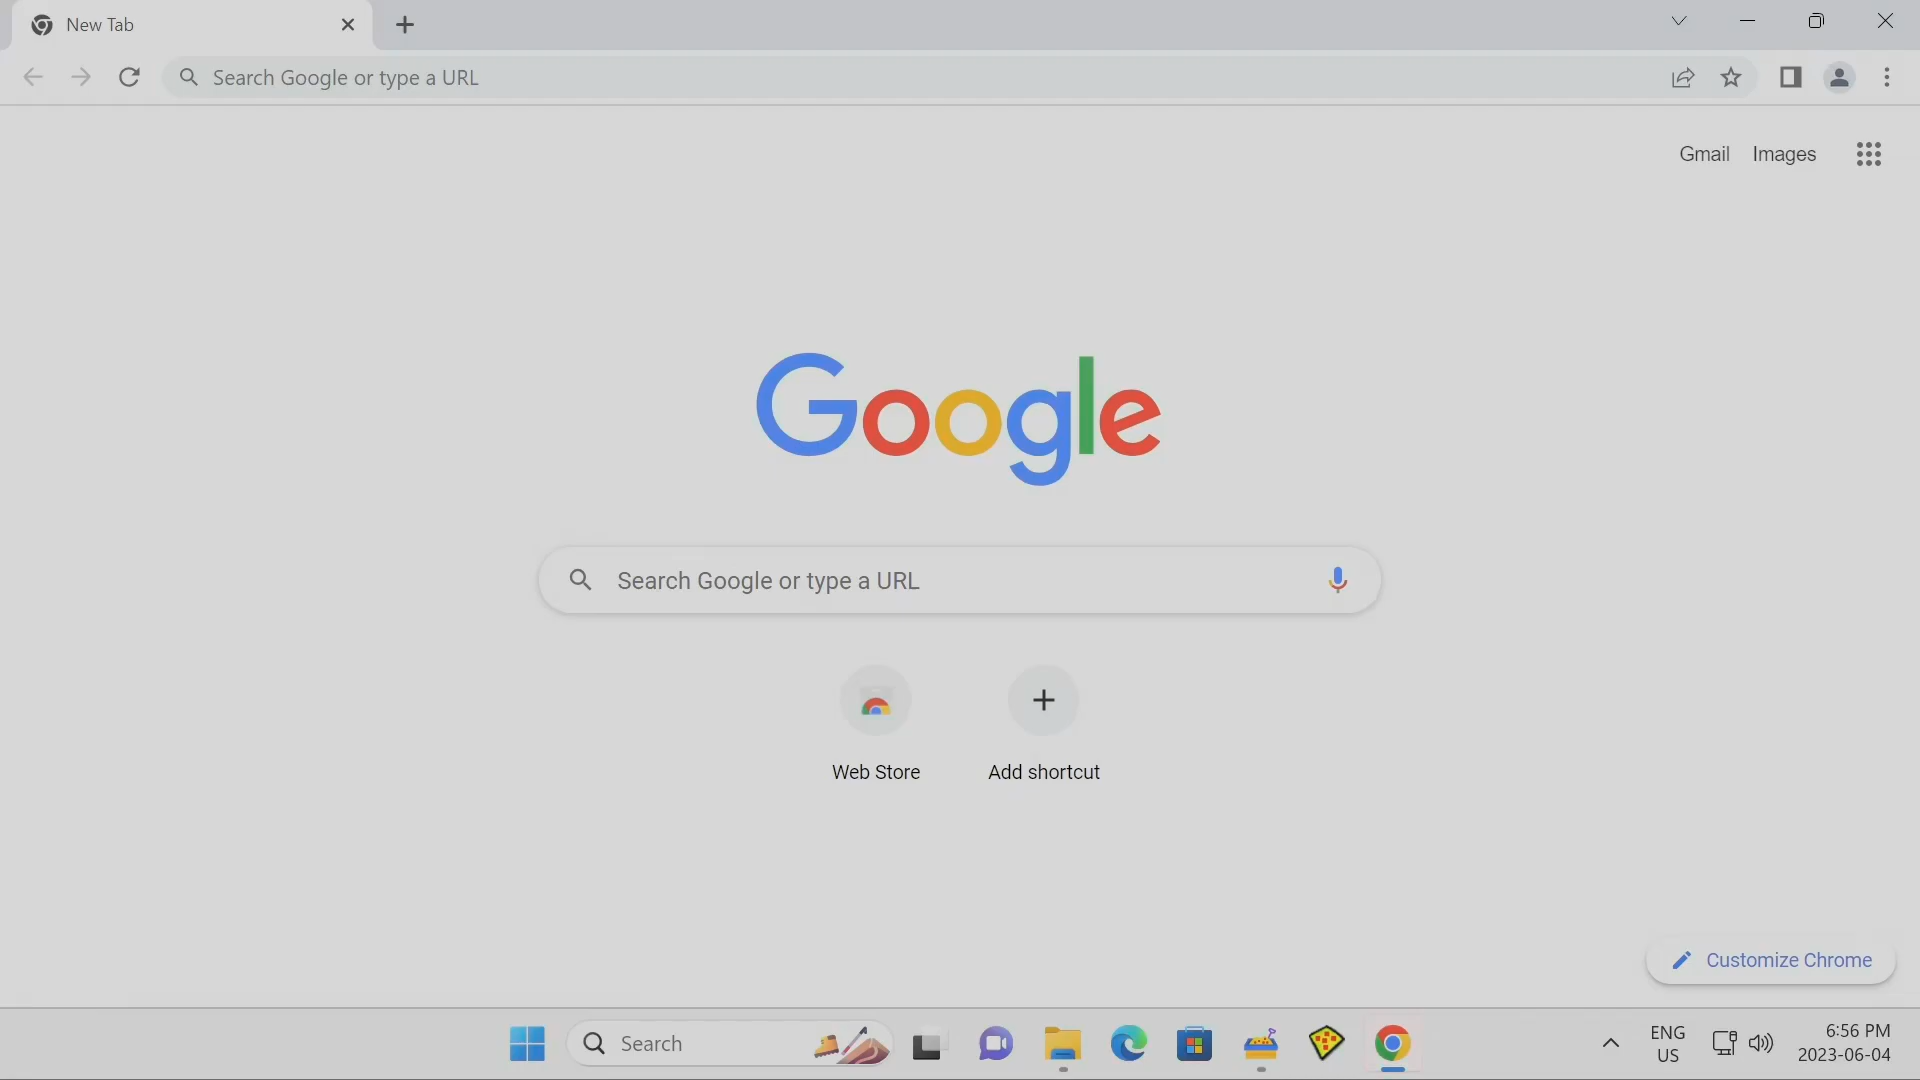 New Tab
Search Google or type a URL
Gmail Images
Google
Search Google or type a URL
Web Store Add shortcut
Customize Chrome
Search
ENG
US
6:56 PM
2023-06-04